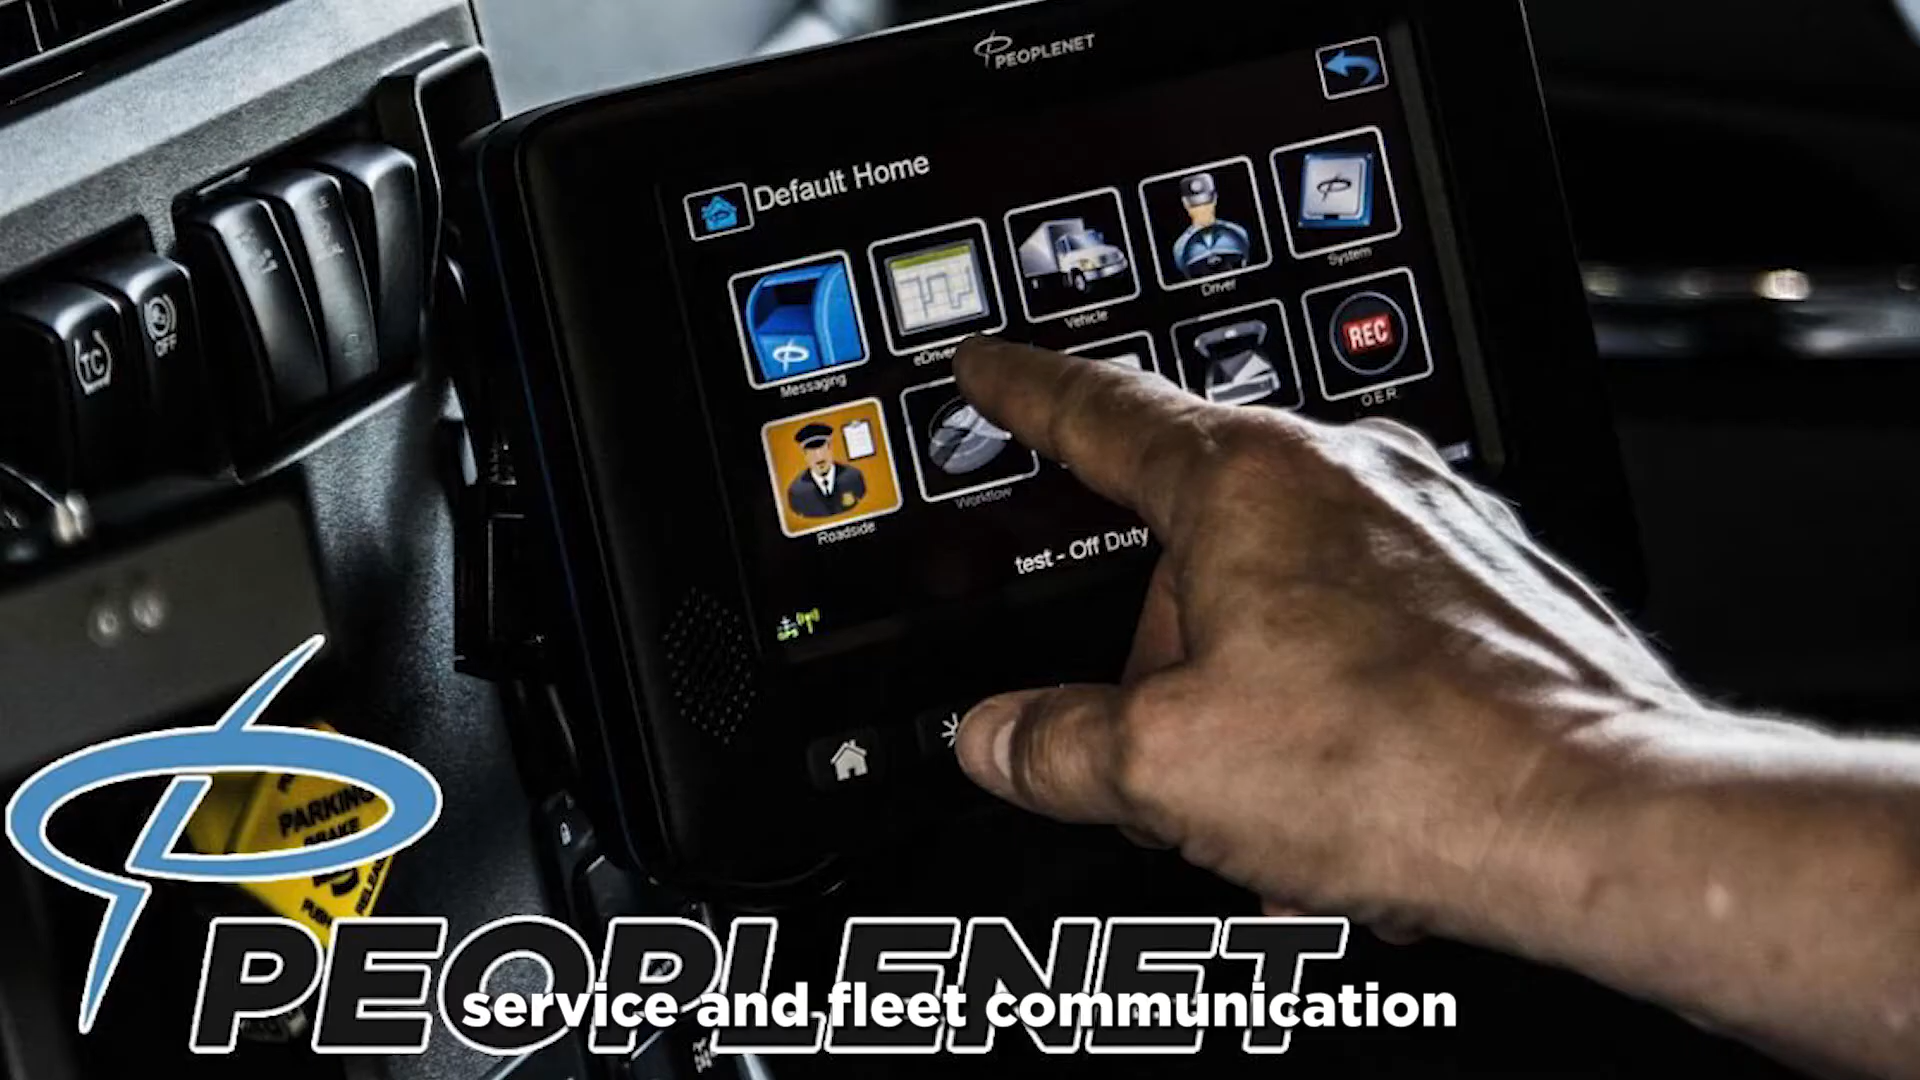 PEOPLENET
Default Home
Messaging
Vehicle
Driver
System
Roadside
Workflow
REC
O.E.R.
test - Off Duty
TC
OFF
PARKING
BRAKE
PUSH
PEOPLENET
service and fleet communication